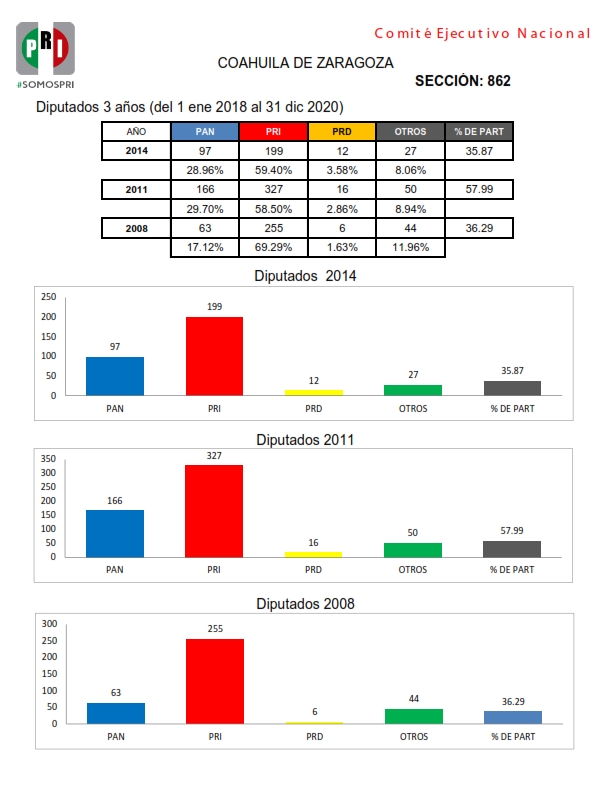 PRI
#SOMOSPRI
Comité Ejecutivo Nacional
COAHUILA DE ZARAGOZA
SECCIÓN: 862
Diputados 3 años (del 1 ene 2018 al 31 dic 2020)
AÑO PAN PRI PRD OTROS % DE PART
2014 97 199 12 27 35.87
28.96% 59.40% 3.58% 8.06%
2011 166 327 16 50 57.99
29.70% 58.50% 2.86% 8.94%
2008 63 255 6 44 36.29
17.12% 69.29% 1.63% 11.96%
Diputados 2014
250
200
150
100
50
0
97 199 12 27 35.87
PAN PRI PRD OTROS % DE PART
Diputados 2011
350
300
250
200
150
100
50
0
166 327 16 50 57.99
PAN PRI PRD OTROS % DE PART
Diputados 2008
300
250
200
150
100
50
0
63 255 6 44 36.29
PAN PRI PRD OTROS % DE PART